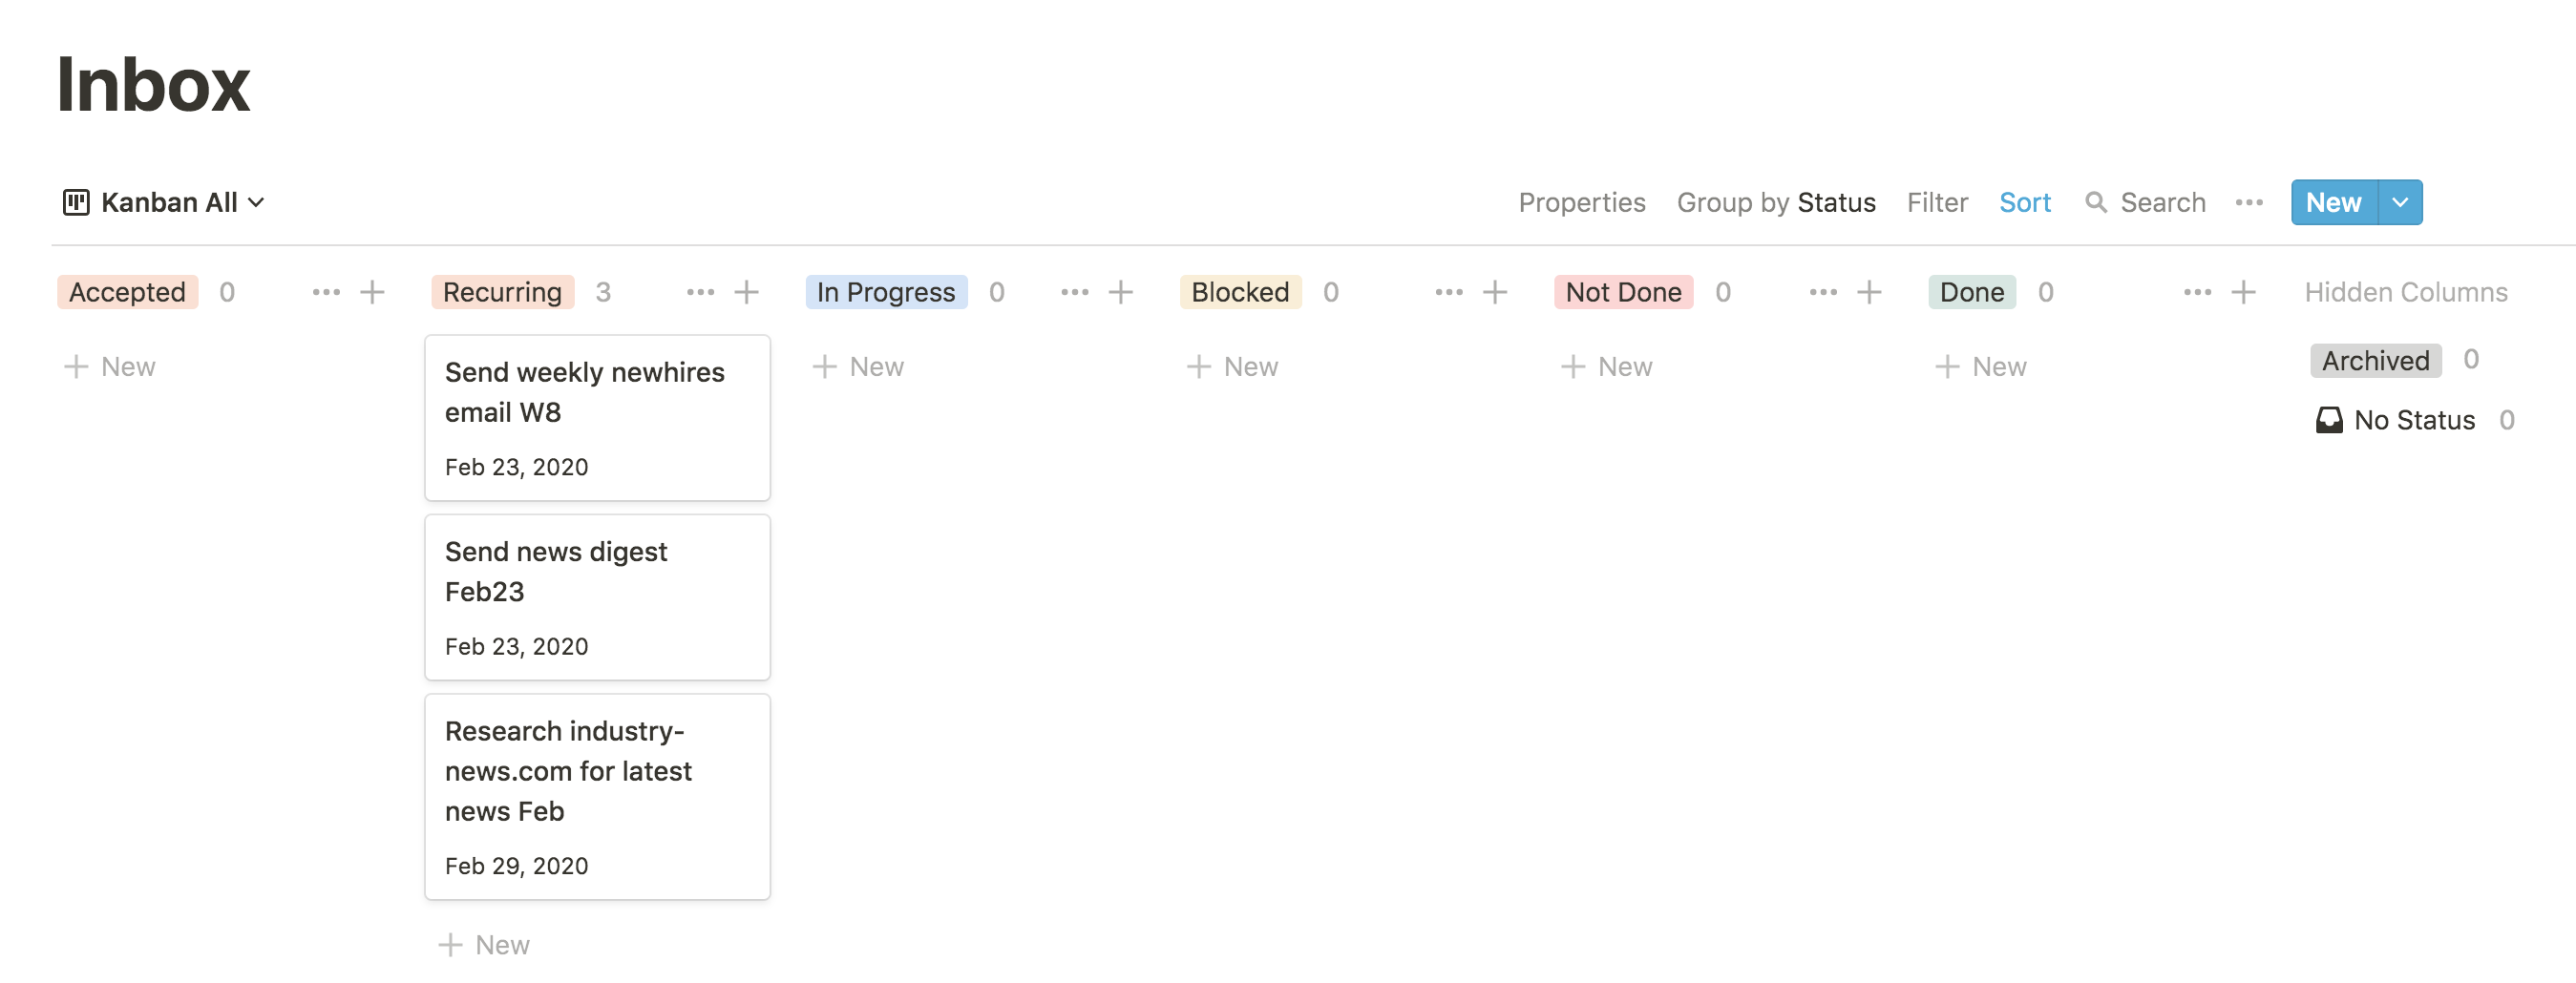 Inbox
Kanban All
Properties Group by Status Filter Sort Search New
Accepted 0 Recurring 3 In Progress 0 Blocked 0 Not Done 0 Done 0 Hidden Columns
New
Send weekly newhires
email W8
Feb 23, 2020
Send news digest
Feb23
Feb 23, 2020
Research industry-
news.com for latest
news Feb
Feb 29, 2020
New
New
New
New
New
Archived 0
No Status 0